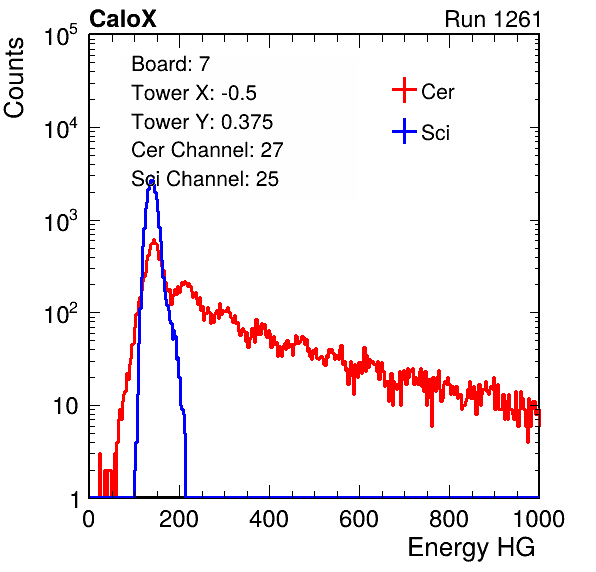 CaloX Run 1261
Counts
Board: 7
Tower X: -0.5
Tower Y: 0.375
Cer Channel: 27
Sci Channel: 25
Cer
Sci
10^5
10^4
10^3
10^2
10
1
0 200 400 600 800 1000
Energy HG